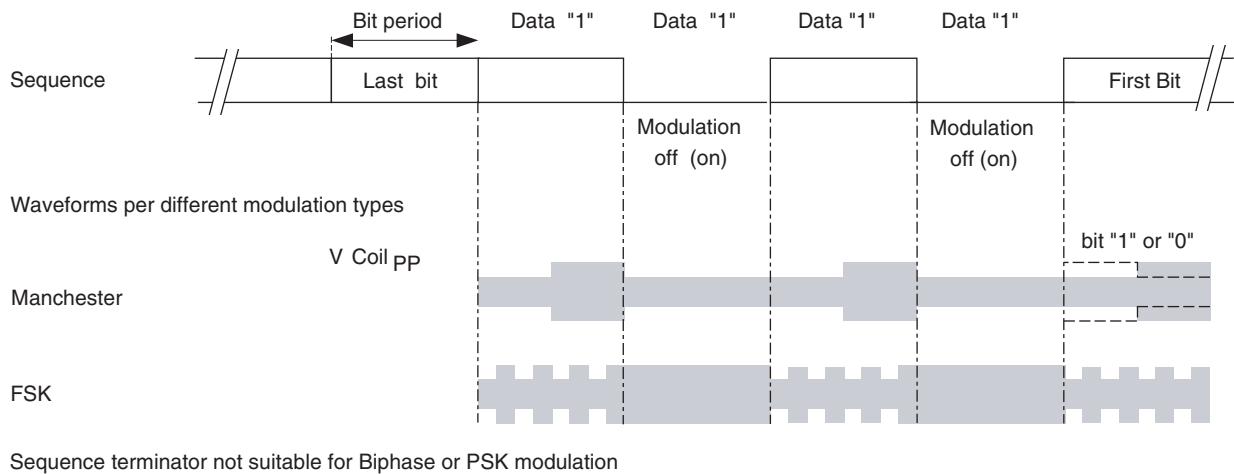 Bit period Data "1" Data "1" Data "1" Data "1"
Sequence Last bit First Bit
Modulation off (on) Modulation off (on)
Waveforms per different modulation types
bit "1" or "0"
V Coil PP
Manchester
FSK
Sequence terminator not suitable for Biphase or PSK modulation